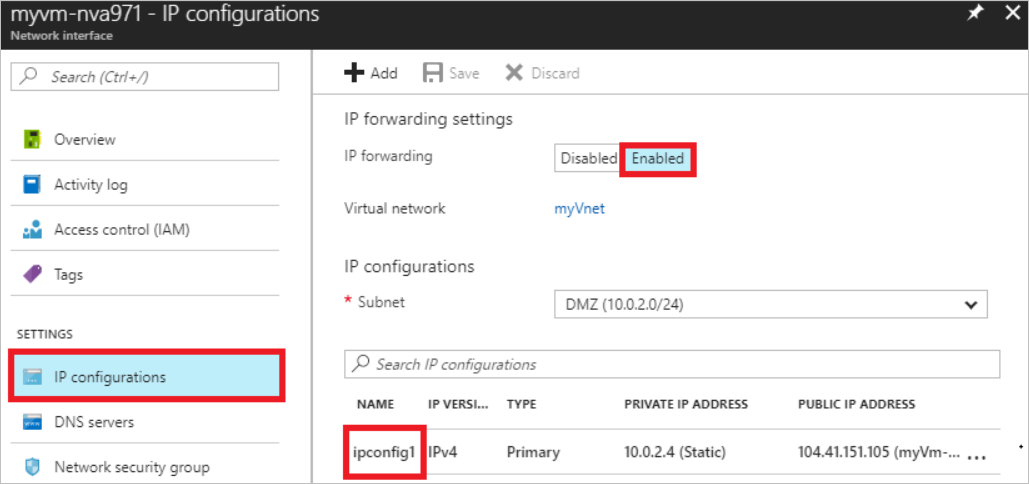 myvm-nva971 - IP configurations
Network interface
Search (Ctrl+/)
Overview
Activity log
Access control (IAM)
Tags
SETTINGS
IP configurations
DNS servers
Network security group
Add Save Discard
IP forwarding settings
IP forwarding Disabled Enabled
Virtual network myVnet
IP configurations
* Subnet DMZ (10.0.2.0/24)
Search IP configurations
NAME IP VERSI... TYPE PRIVATE IP ADDRESS PUBLIC IP ADDRESS
ipconfig1 IPv4 Primary 10.0.2.4 (Static) 104.41.151.105 (myVm-... ...